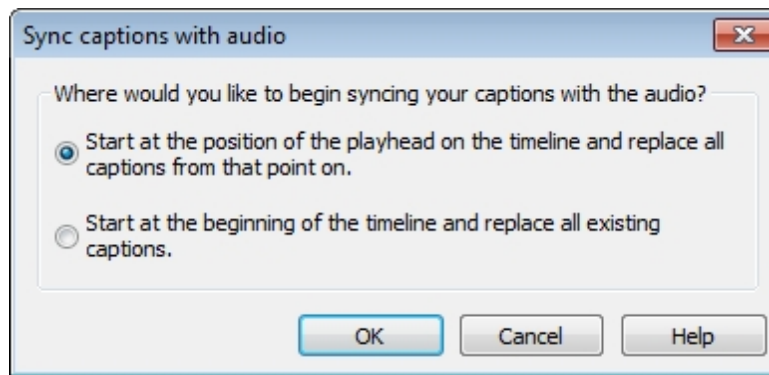 Sync captions with audio
Where would you like to begin syncing your captions with the audio?
Start at the position of the playhead on the timeline and replace all
captions from that point on.
Start at the beginning of the timeline and replace all existing
captions.
OK Cancel Help